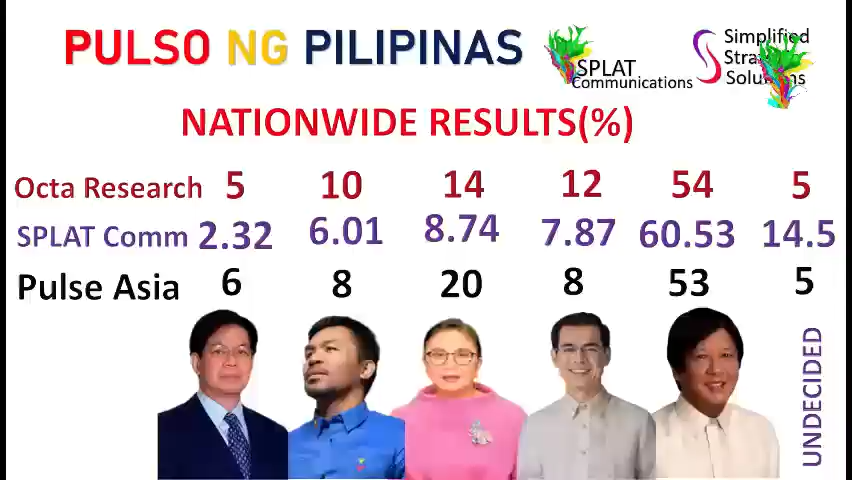 PULSO NG PILIPINAS
SPLAT
Communications
Simplified
Solutions
NATIONWIDE RESULTS(%)
Octa Research 5 10 14 12 54 5
SPLAT Comm 2.32 6.01 8.74 7.87 60.53 14.5
Pulse Asia 6 8 20 8 53 5
UNDECIDED